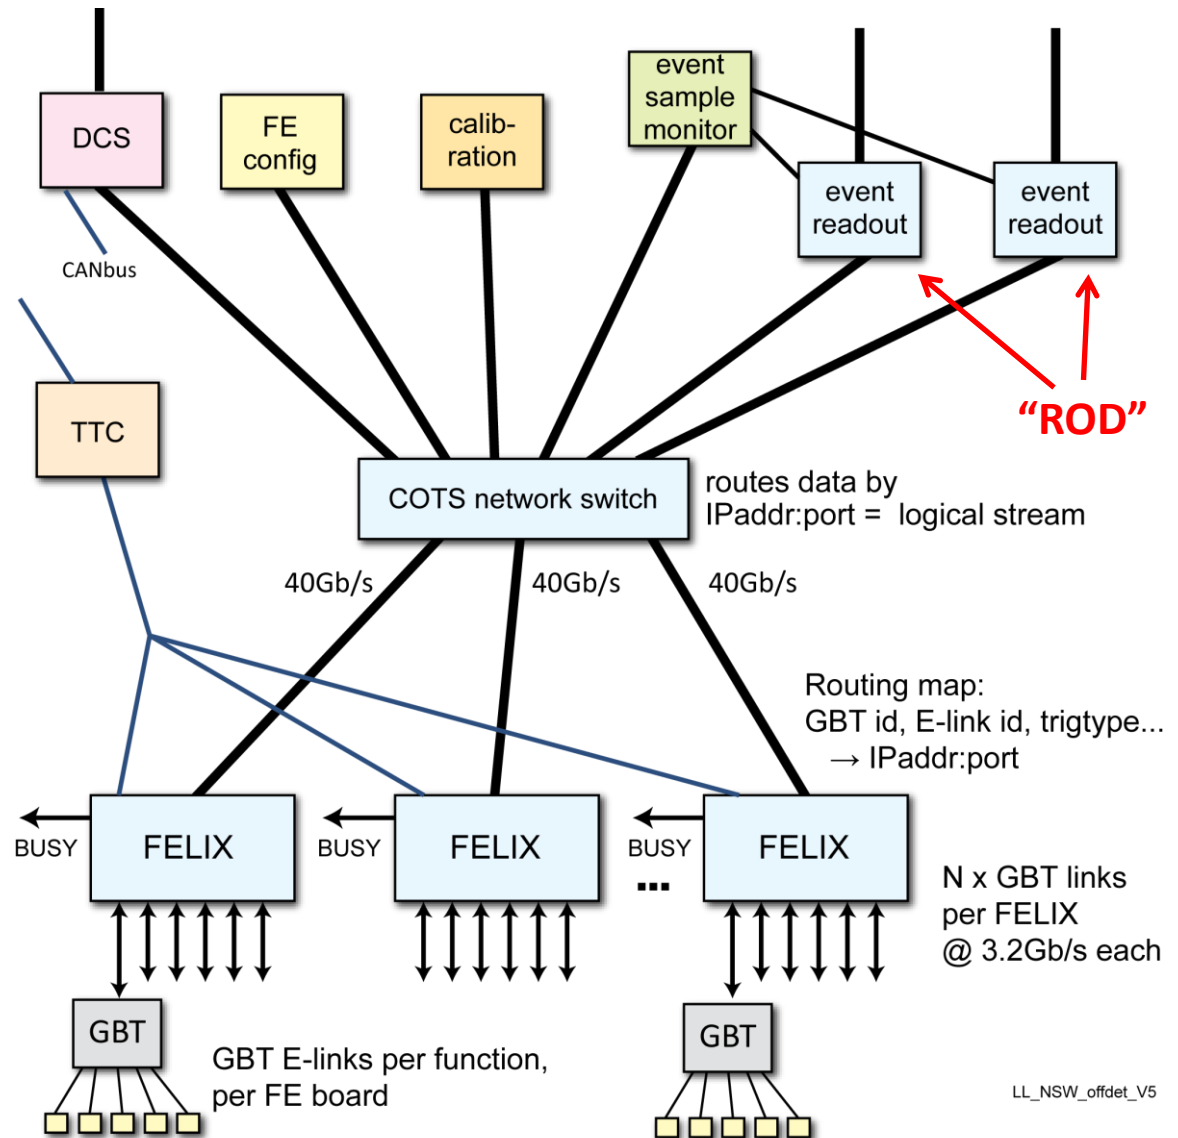 DCS
FE
config
calib-
ration
event
sample
monitor
event
readout
event
readout
CANbus
TTC
“ROD”
COTS network switch
routes data by
IPaddr:port = logical stream
40Gb/s
40Gb/s
40Gb/s
Routing map:
GBT id, E-link id, trigtype...
→ IPaddr:port
BUSY
FELIX
BUSY
FELIX
BUSY
...
FELIX
N x GBT links
per FELIX
@ 3.2Gb/s each
GBT
GBT E-links per function,
per FE board
GBT
LL_NSW_offdet_V5